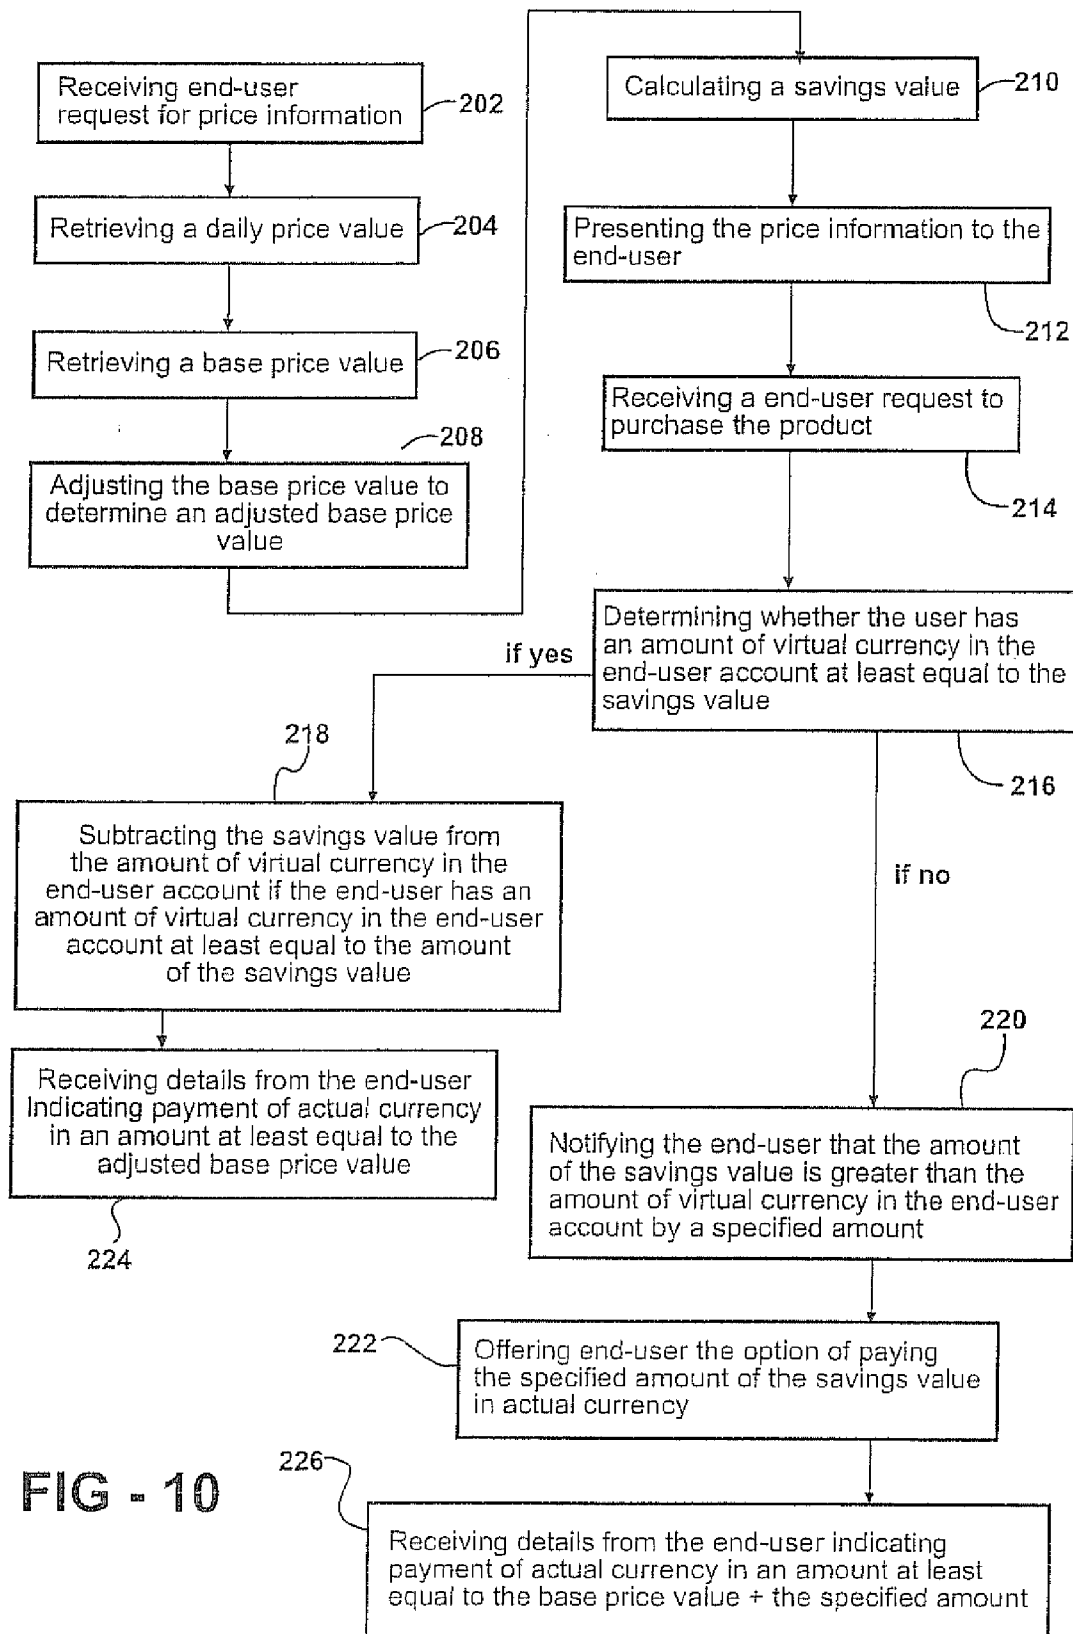 Receiving end-user
request for price information
202
Retrieving a daily price value
204
Retrieving a base price value
206
208
Adjusting the base price value to
determine an adjusted base price
value
Calculating a savings value
210
Presenting the price information to the
end-user
212
Receiving a end-user request to
purchase the product
214
Determining whether the user has
an amount of virtual currency in the
end-user account at least equal to the
savings value
216
if yes
218
Subtracting the savings value from
the amount of virtual currency in the
end-user account if the end-user has an
amount of virtual currency in the end-user
account at least equal to the amount
of the savings value
Receiving details from the end-user
Indicating payment of actual currency
in an amount at least equal to the
adjusted base price value
224
if no
220
Notifying the end-user that the amount
of the savings value is greater than the
amount of virtual currency in the end-user
account by a specified amount
222
Offering end-user the option of paying
the specified amount of the savings value
in actual currency
226
Receiving details from the end-user indicating
payment of actual currency in an amount at least
equal to the base price value + the specified amount
FIG - 10